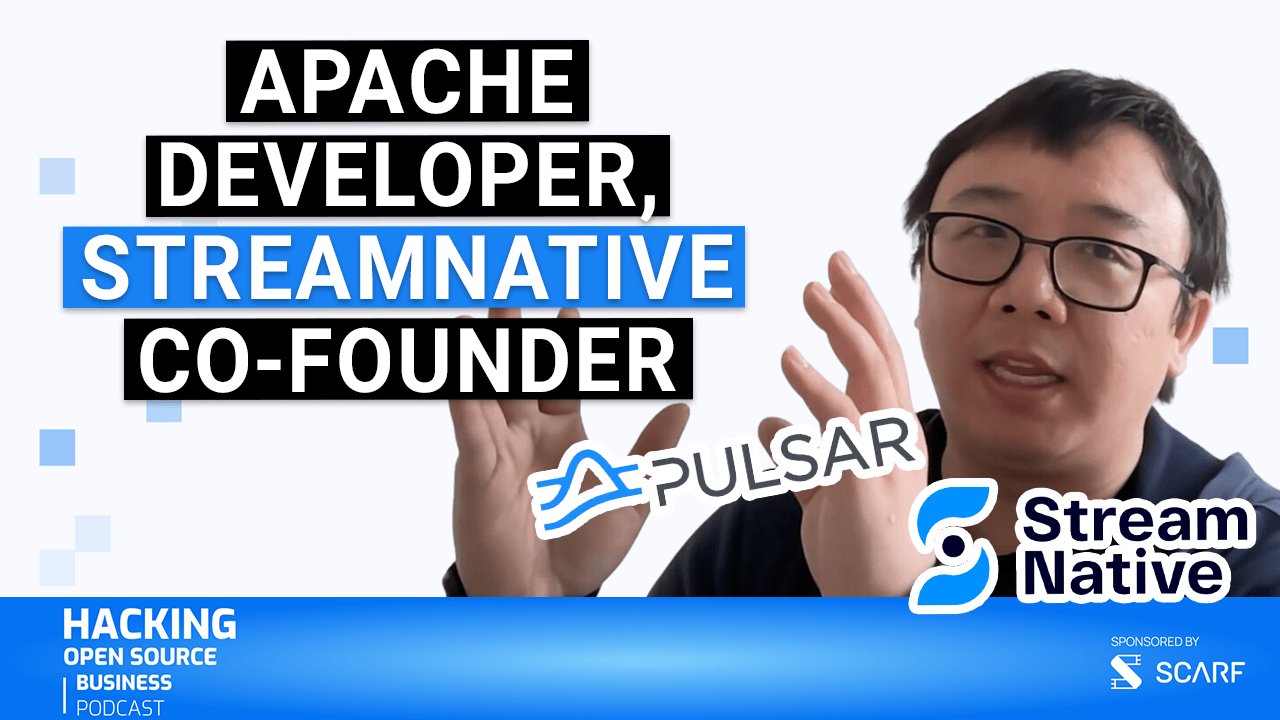 APACHE
DEVELOPER,
STREAMNATIVE
CO-FOUNDER
PULSAR
Stream
Native
HACKING
OPEN SOURCE
BUSINESS
PODCAST
SPONSORED BY
SCARF